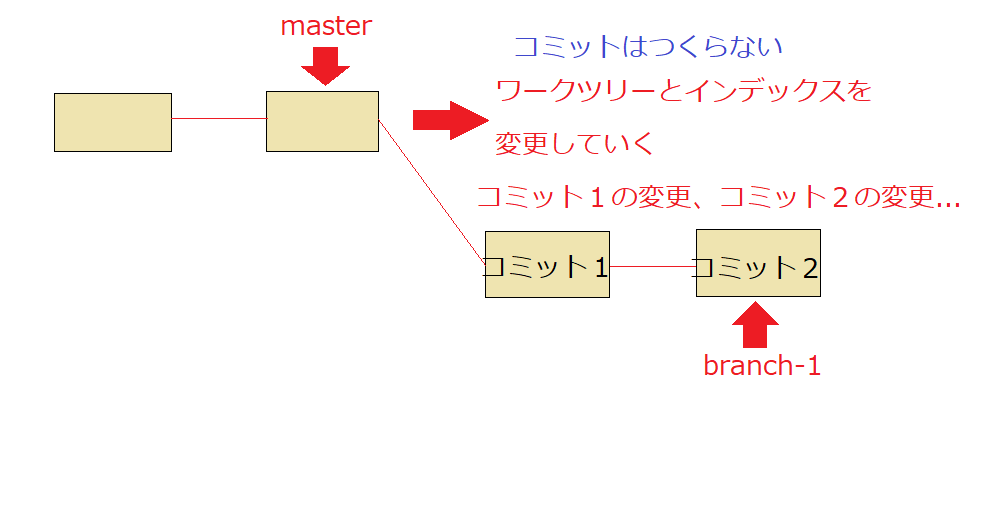 master
コミットはつくらない
ワークツリーとインデックスを
変更していく
コミット１の変更、コミット２の変更...
コミット１
コミット２
branch-1